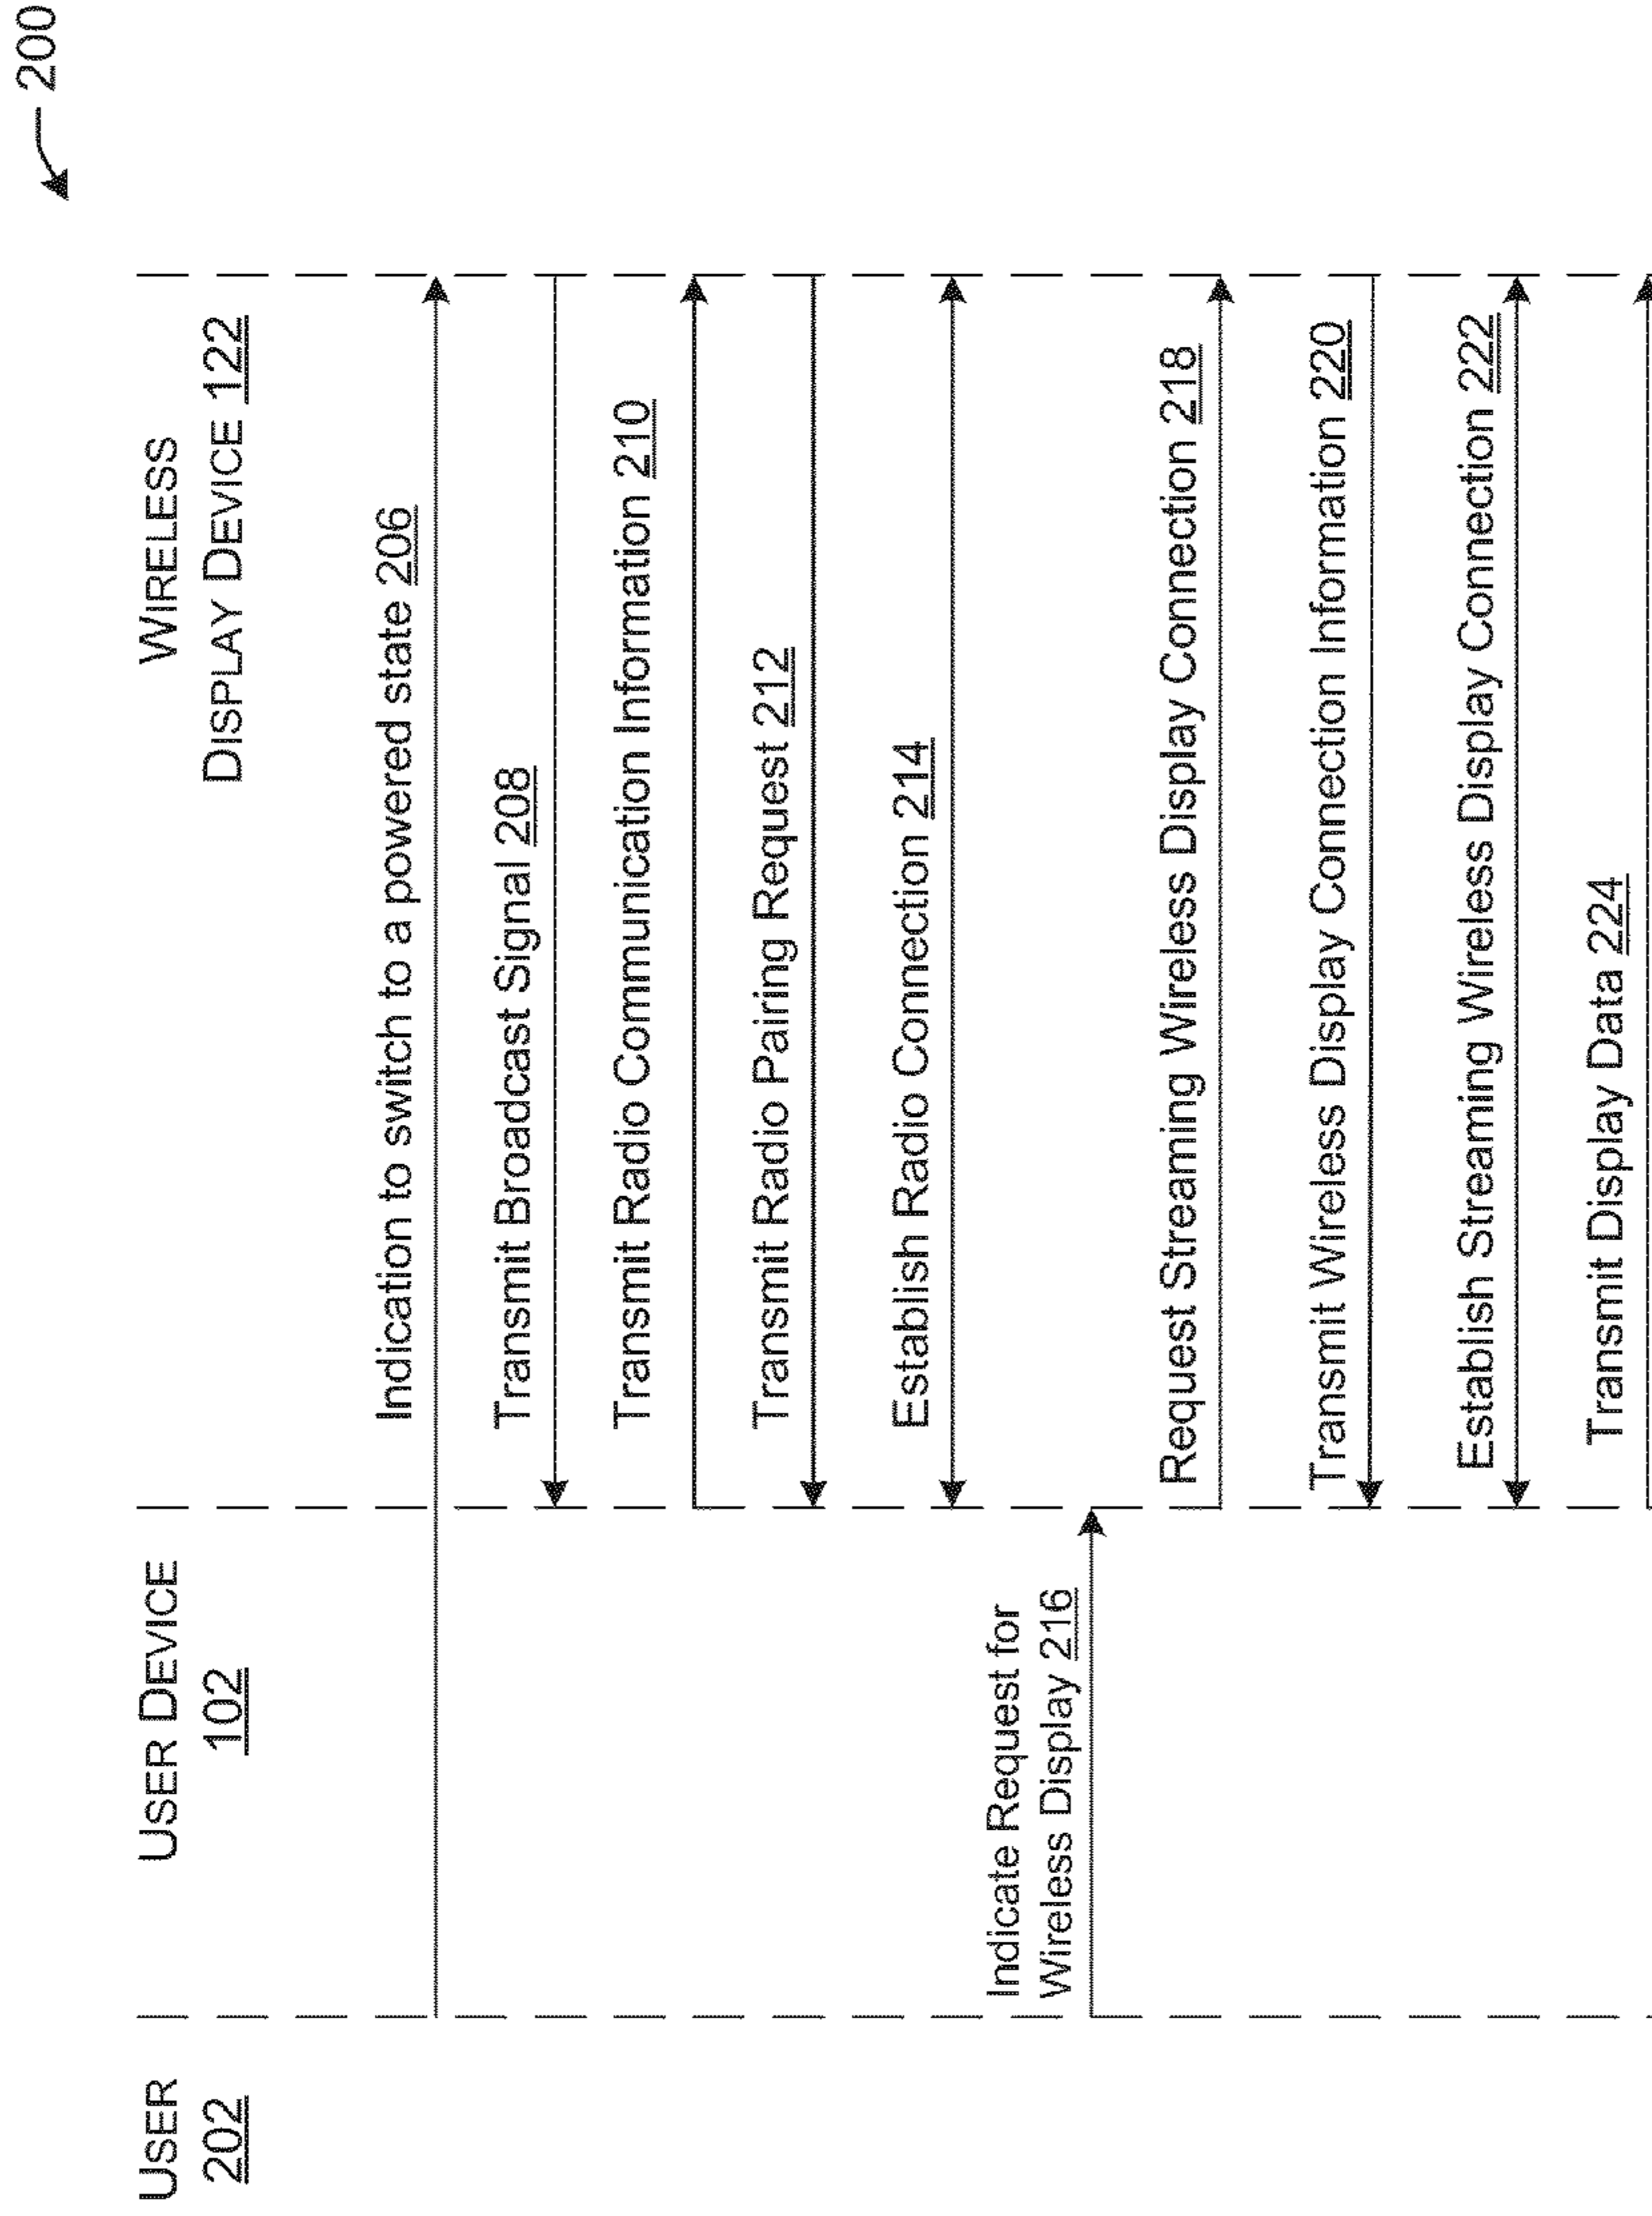 200
USER
202
USER DEVICE
102
WIRELESS
DISPLAY DEVICE 122
Indication to switch to a powered state 206
Transmit Broadcast Signal 208
Transmit Radio Communication Information 210
Transmit Radio Pairing Request 212
Establish Radio Connection 214
Indicate Request for
Wireless Display 216
Request Streaming Wireless Display Connection 218
Transmit Wireless Display Connection Information 220
Establish Streaming Wireless Display Connection 222
Transmit Display Data 224